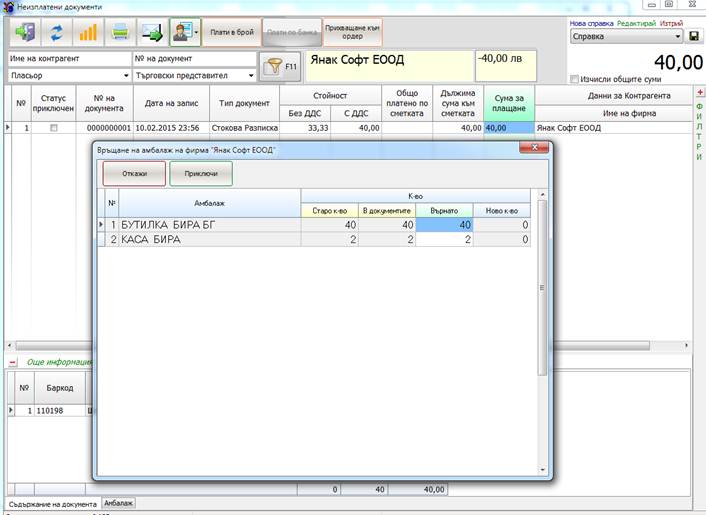 Неизплатени документи
Плати в брой
Плати по банка
Прихващане към ордер
Нова справка Редактирай Изтрий
Справка
Име на контрагент
№ на документ
Пласьор
Търговски представител
F11
Янак Софт ЕООД
-40,00 лв
40,00
Изчисли общите суми
№
Статус приключен
№ на документа
Дата на запис
Тип документ
Стойност
Без ДДС
С ДДС
Общо платено по сметката
Дължима сума към сметката
Сума за плащане
Данни за Контрагента
Име на фирма
ФИЛТРИ
1 0000000001 10.02.2015 23:56 Стокова Разписка 33,33 40,00 40,00 40,00 Янак Софт ЕООД
Връщане на амбалаж на фирма "Янак Софт ЕООД"
Откажи
Приключи
№ Амбалаж К-во
Старо к-во В документите Върнато Ново к-во
1 БУТИЛКА БИРА БГ 40 40 40 0
2 КАСА БИРА 2 2 2 0
Още информация
№ Баркод
1 110198
0 40 40,00
Съдържание на документа Амбалаж